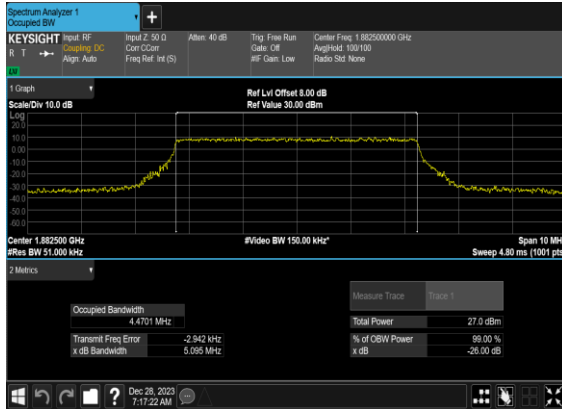 Spectrum Analyzer 1
Occupied BW
KEYSIGHT
R T
LU
Input: RF
Coupling: DC
Align: Auto
Input Z: 50 Ω
Corr CCorr
Freq Ref: Int (S)
Atten: 40 dB
Trig: Free Run
Gate: Off
#IF Gain: Low
Center Freq: 1.882500000 GHz
Avg|Hold: 100/100
Radio Std: None
1 Graph
Scale/Div 10.0 dB
Ref Lvl Offset 8.00 dB
Ref Value 30.00 dBm
Log
20.0
10.0
0.00
-10.0
-20.0
-30.0
-40.0
-50.0
-60.0
Center 1.882500 GHz
#Res BW 51.000 kHz
#Video BW 150.00 kHz*
Span 10 MH
Sweep 4.80 ms (1001 pts
2 Metrics
Measure Trace
Trace 1
Occupied Bandwidth
4.4701 MHz
Total Power
27.0 dBm
Transmit Freq Error
-2.942 kHz
% of OBW Power
99.00 %
x dB Bandwidth
5.095 MHz
x dB
-26.00 dB
?
Dec 28, 2023
7:17:22 AM